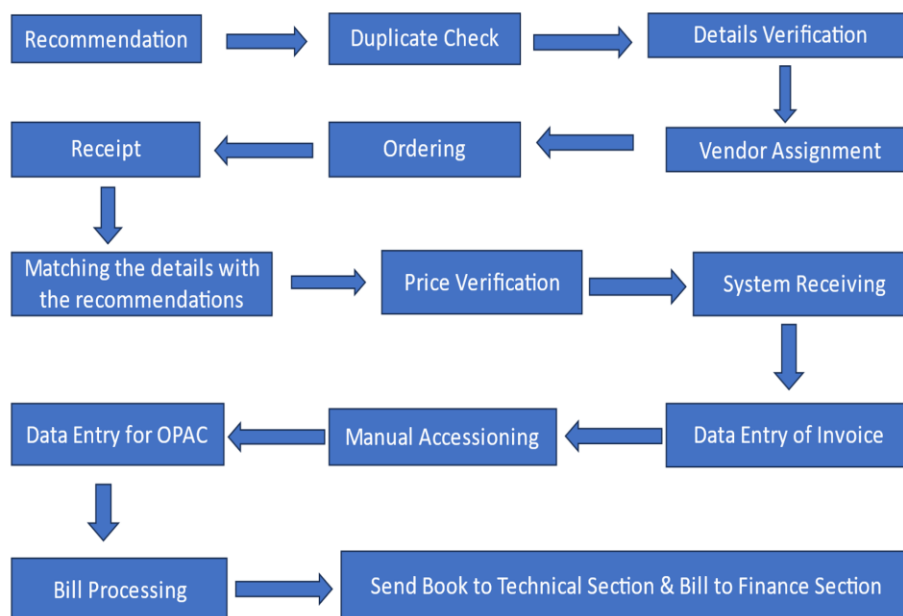 Recommendation
Duplicate Check
Details Verification
Vendor Assignment
Ordering
Receipt
Matching the details with
the recommendations
Price Verification
System Receiving
Data Entry of Invoice
Manual Accessioning
Data Entry for OPAC
Bill Processing
Send Book to Technical Section & Bill to Finance Section